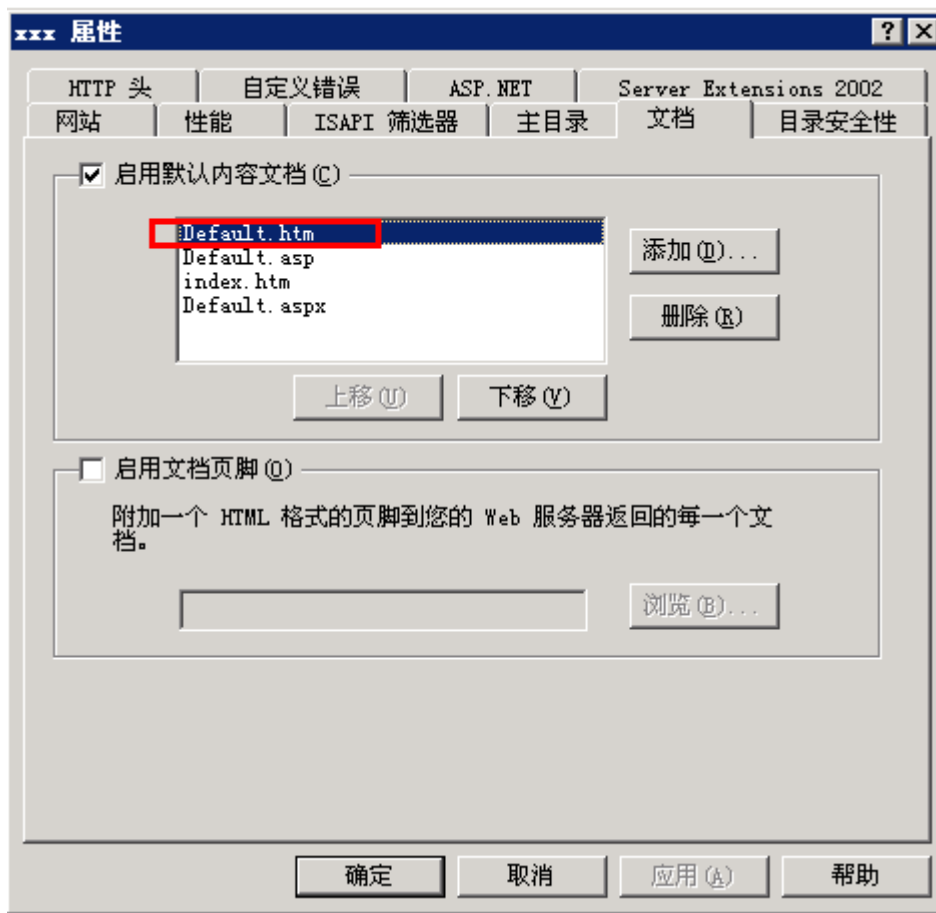 xxx 属性
HTTP 头 自定义错误 ASP.NET Server Extensions 2002
网站 性能 ISAPI 筛选器 主目录 文档 目录安全性
启用默认内容文档(C)
Default.htm
Default.asp
index.htm
Default.aspx
添加(D)...
删除(R)
上移(U) 下移(V)
启用文档页脚(O)
附加一个 HTML 格式的页脚到您的 Web 服务器返回的每一个文
档。
浏览(B)...
确定 取消 应用(A) 帮助